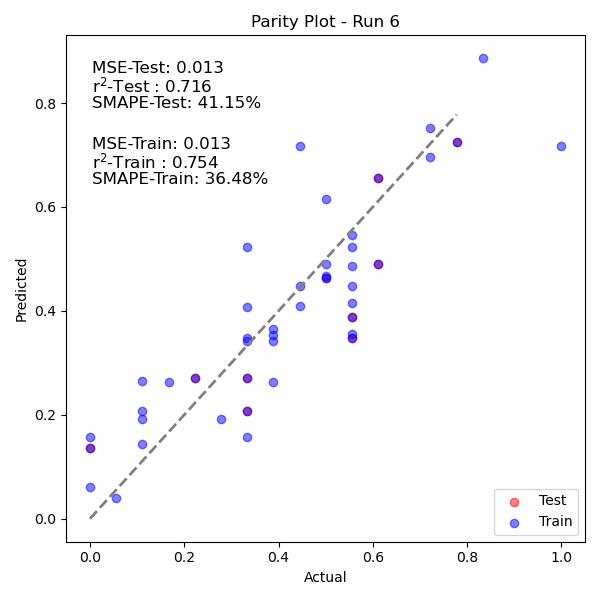 Parity Plot - Run 6
MSE-Test: 0.013
r²-Test : 0.716
SMAPE-Test: 41.15%
MSE-Train: 0.013
r²-Train : 0.754
SMAPE-Train: 36.48%
0.8
0.6
0.4
0.2
0.0
Predicted
Test
Train
0.0 0.2 0.4 0.6 0.8 1.0
Actual